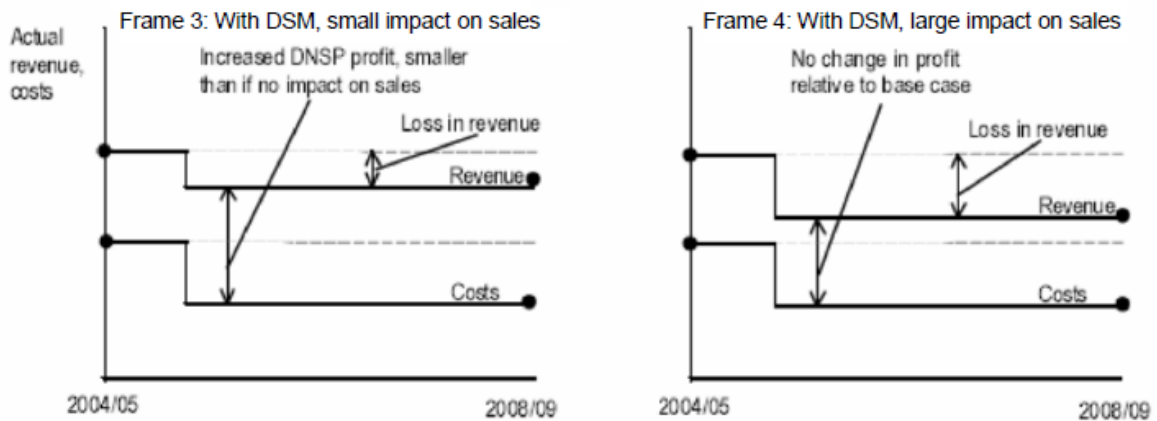 Frame 3: With DSM, small impact on sales
Actual
revenue,
costs
Increased DNSP profit, smaller
than if no impact on sales
Loss in revenue
Revenue
Costs
2004/05
2008/09
Frame 4: With DSM, large impact on sales
No change in profit
relative to base case
Loss in revenue
Revenue
Costs
2004/05
2008/09